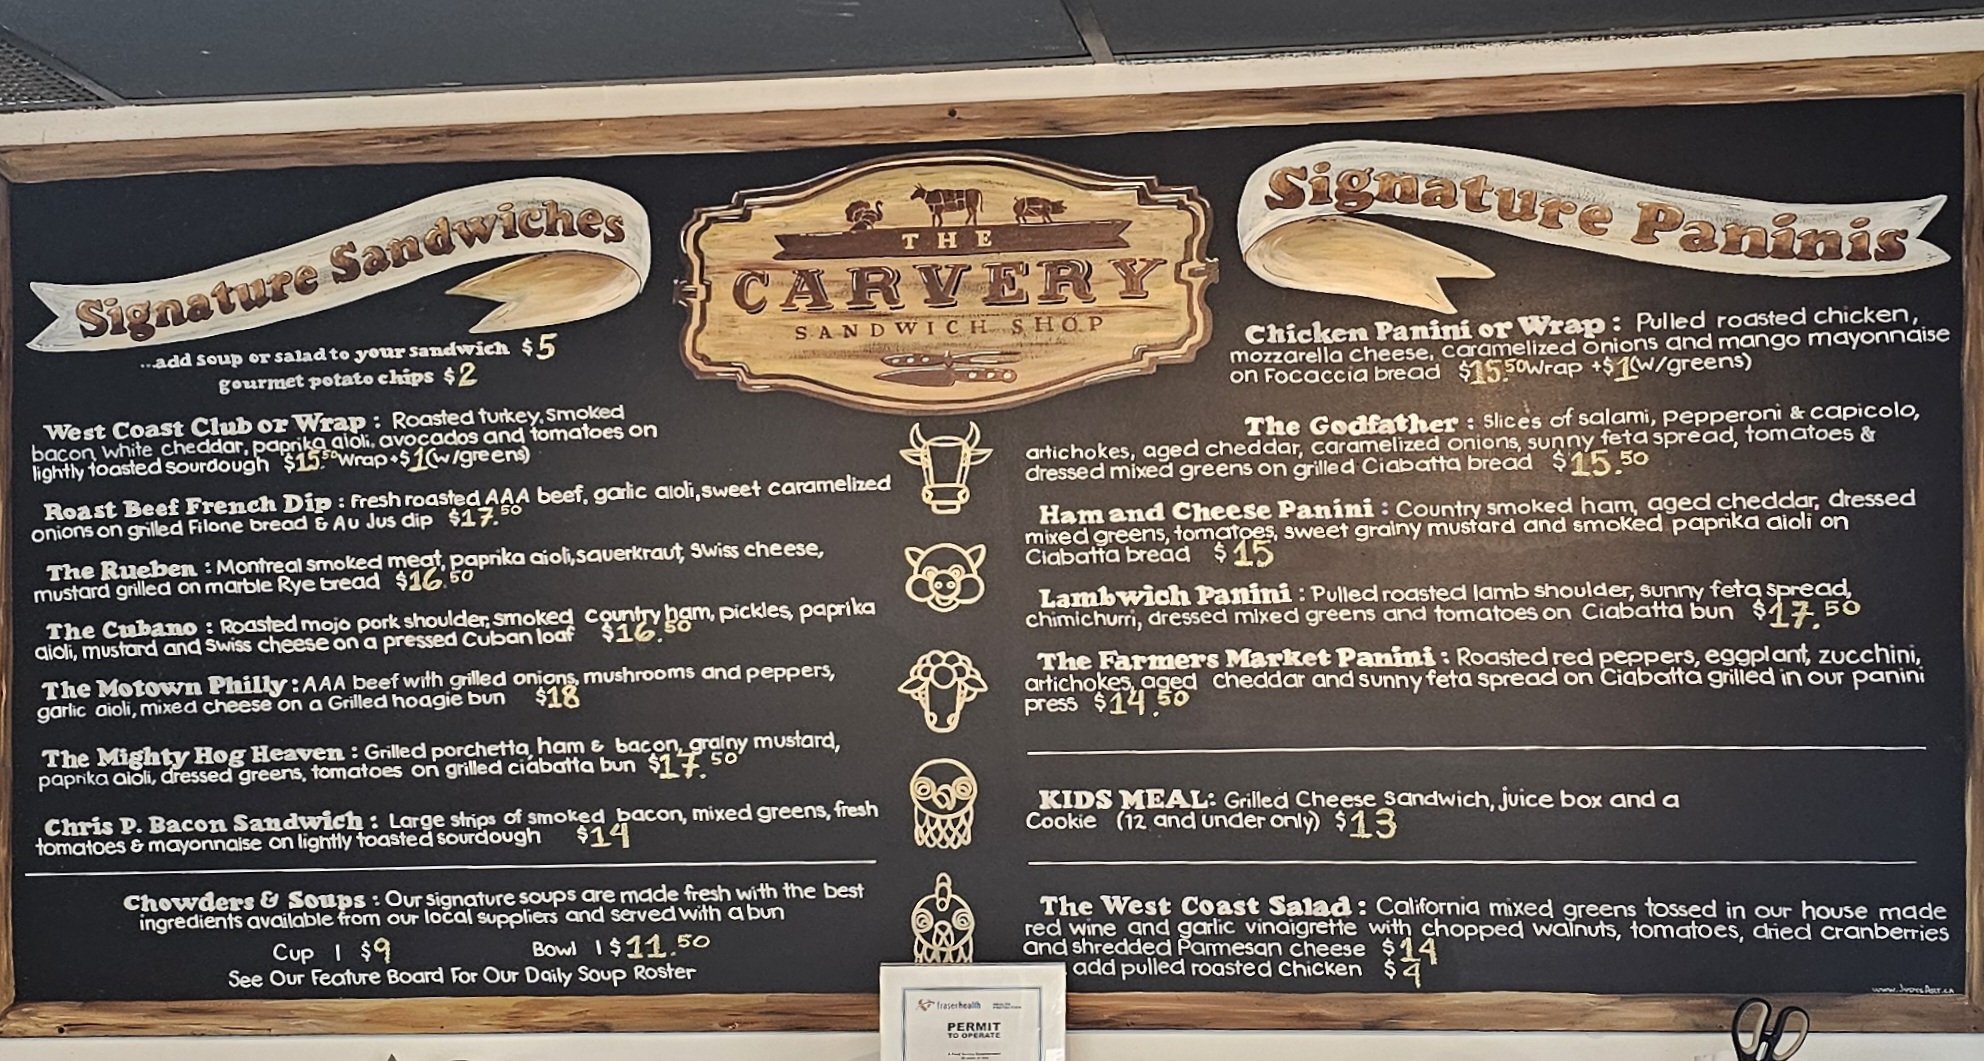 Signature Sandwiches
...add soup or salad to your sandwich $5
gourmet potato chips $2
West Coast Club or Wrap : Roasted turkey, smoked
bacon, white cheddar, paprika aioli, avocados and tomatoes on
lightly toasted sourdough $15.50 Wrap +$1(w/greens)
Roast Beef French Dip : Fresh roasted AAA beef, garlic aioli, sweet caramelized
onions on grilled Filone bread & Au Jus dip $17.50
The Rueben : Montreal smoked meat, paprika aioli, sauerkraut, Swiss cheese,
mustard grilled on marble Rye bread $16.50
The Cubano : Roasted mojo pork shoulder, smoked country ham, pickles, paprika
aioli, mustard and Swiss cheese on a pressed Cuban loaf $16.50
The Motown Philly : AAA beef with grilled onions, mushrooms and peppers,
garlic aioli, mixed cheese on a Grilled hoagie bun $18
The Mighty Hog Heaven : Grilled porchetta, ham & bacon, grainy mustard,
paprika aioli, dressed greens, tomatoes on grilled ciabatta bun $17.50
Chris P. Bacon Sandwich : Large strips of smoked bacon, mixed greens, fresh
tomatoes & mayonnaise on lightly toasted sourdough $14
Chowders & Soups : Our signature soups are made fresh with the best
ingredients available from our local suppliers and served with a bun
Cup | $9 Bowl | $11.50
See Our Feature Board For Our Daily Soup Roster
THE
CARVERY
SANDWICH SHOP
Signature Paninis
Chicken Panini or Wrap : Pulled roasted chicken,
mozzarella cheese, caramelized onions and mango mayonnaise
on Focaccia bread $15.50 Wrap +$1(w/greens)
The Godfather : Slices of salami, pepperoni & capicolo,
artichokes, aged cheddar, caramelized onions, sunny feta spread, tomatoes &
dressed mixed greens on grilled Ciabatta bread $15.50
Ham and Cheese Panini : Country smoked ham, aged cheddar, dressed
mixed greens, tomatoes, sweet grainy mustard and smoked paprika aioli on
Ciabatta bread $15
Lambwich Panini : Pulled roasted lamb shoulder, sunny feta spread,
chimichurri, dressed mixed greens and tomatoes on Ciabatta bun $17.50
The Farmers Market Panini : Roasted red peppers, eggplant, zucchini,
artichokes, aged cheddar and sunny feta spread on Ciabatta grilled in our panini
press $14.50
KIDS MEAL: Grilled Cheese Sandwich, juice box and a
Cookie (12 and under only) $13
The West Coast Salad : California mixed greens tossed in our house made
red wine and garlic vinaigrette with chopped walnuts, tomatoes, dried cranberries
and shredded Parmesan cheese $14
add pulled roasted Chicken $4
fraserhealth
PERMIT
TO OPERATE